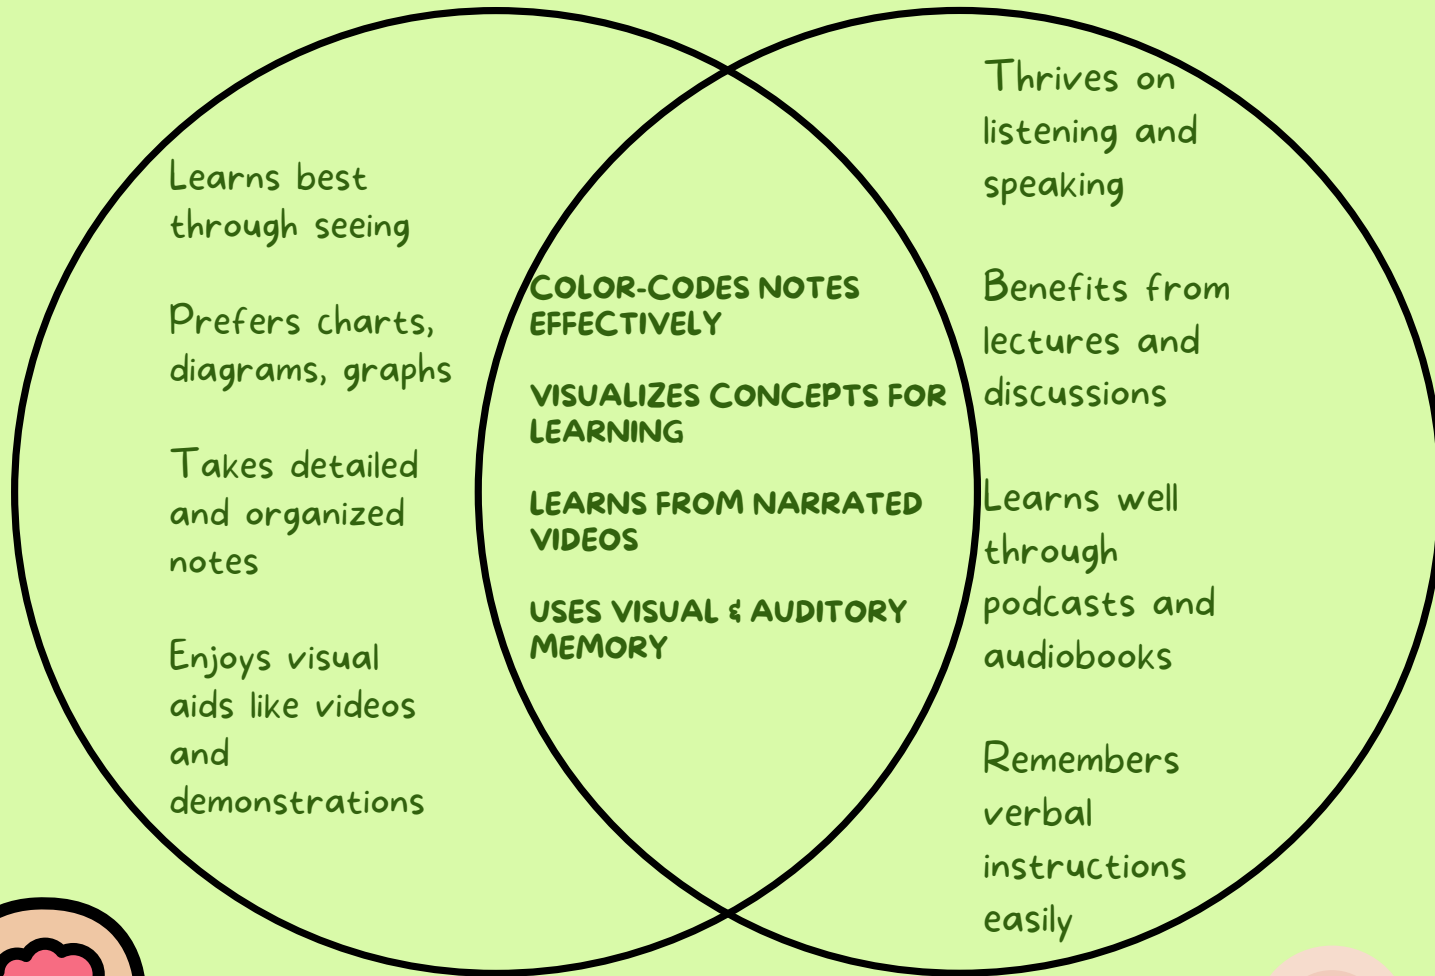 Learns best
through seeing
Prefers charts,
diagrams, graphs
Takes detailed
and organized
notes
Enjoys visual
aids like videos
and
demonstrations
COLOR-CODES NOTES
EFFECTIVELY
VISUALIZES CONCEPTS FOR
LEARNING
LEARNS FROM NARRATED
VIDEOS
USES VISUAL & AUDITORY
MEMORY
Thrives on
listening and
speaking
Benefits from
lectures and
discussions
Learns well
through
podcasts and
audiobooks
Remembers
verbal
instructions
easily